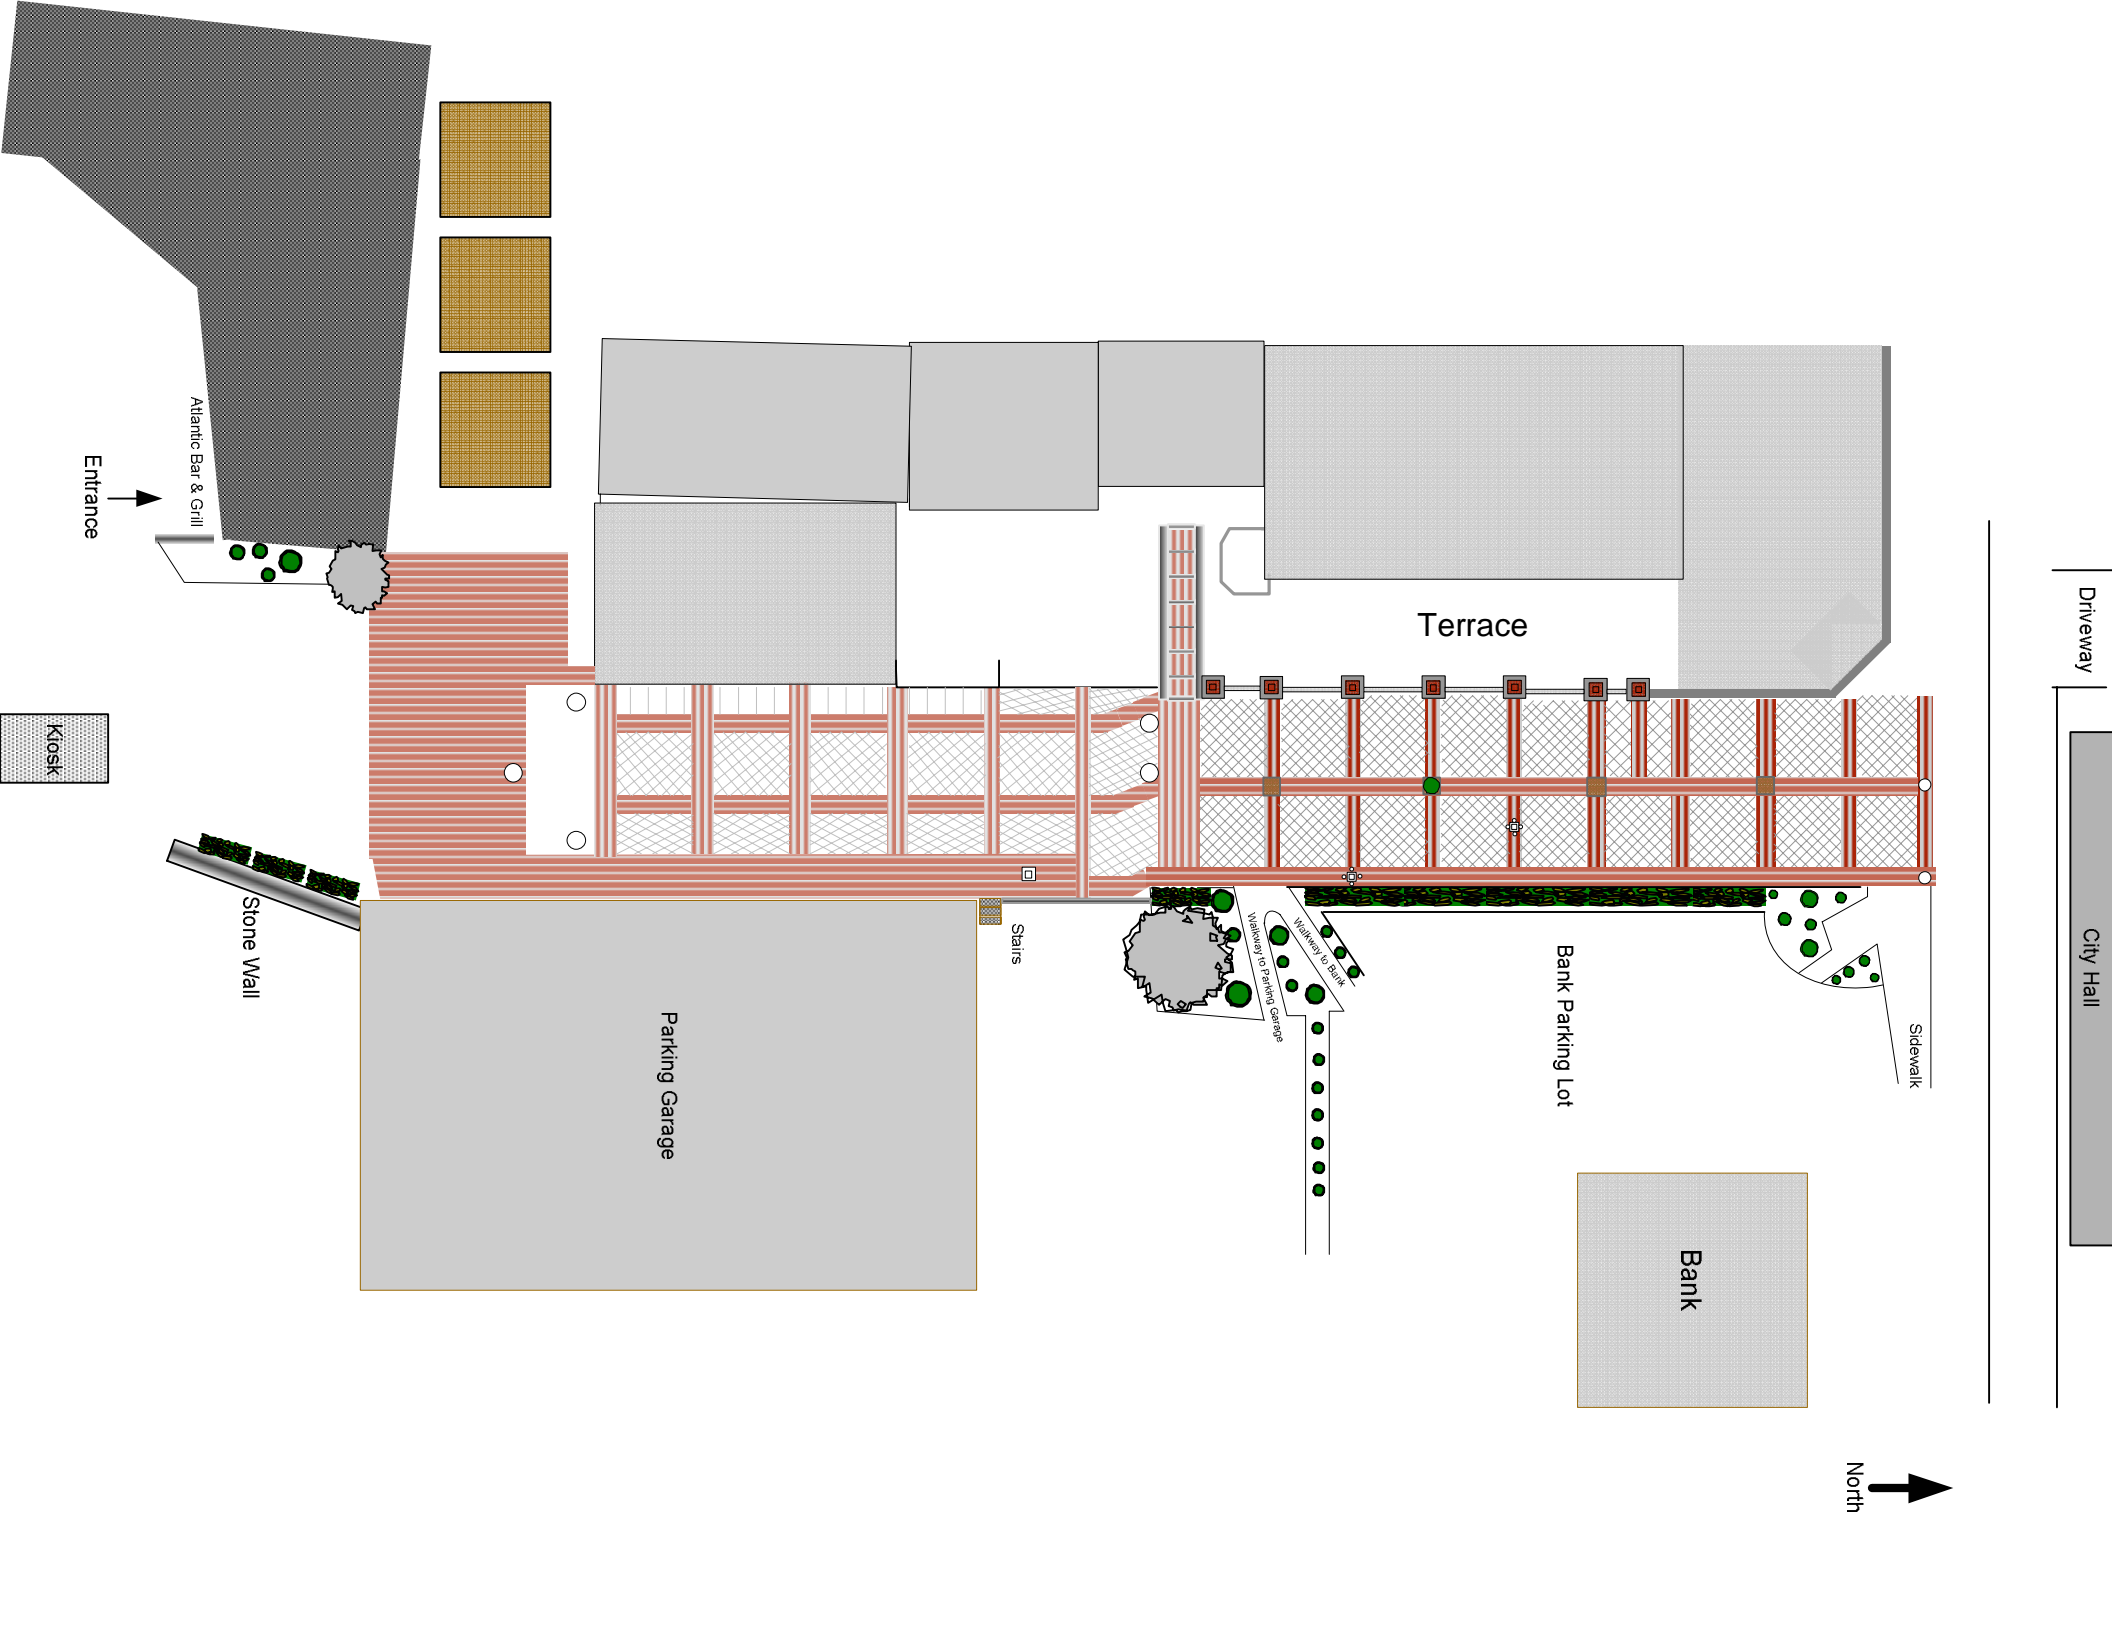 Atlantic Bar & Grill
Entrance
Kiosk
Stone Wall
Parking Garage
Stairs
Terrace
Walkway to Parking Garage
Walkway to Bank
Bank Parking Lot
Bank
Sidewalk
Driveway
City Hall
North